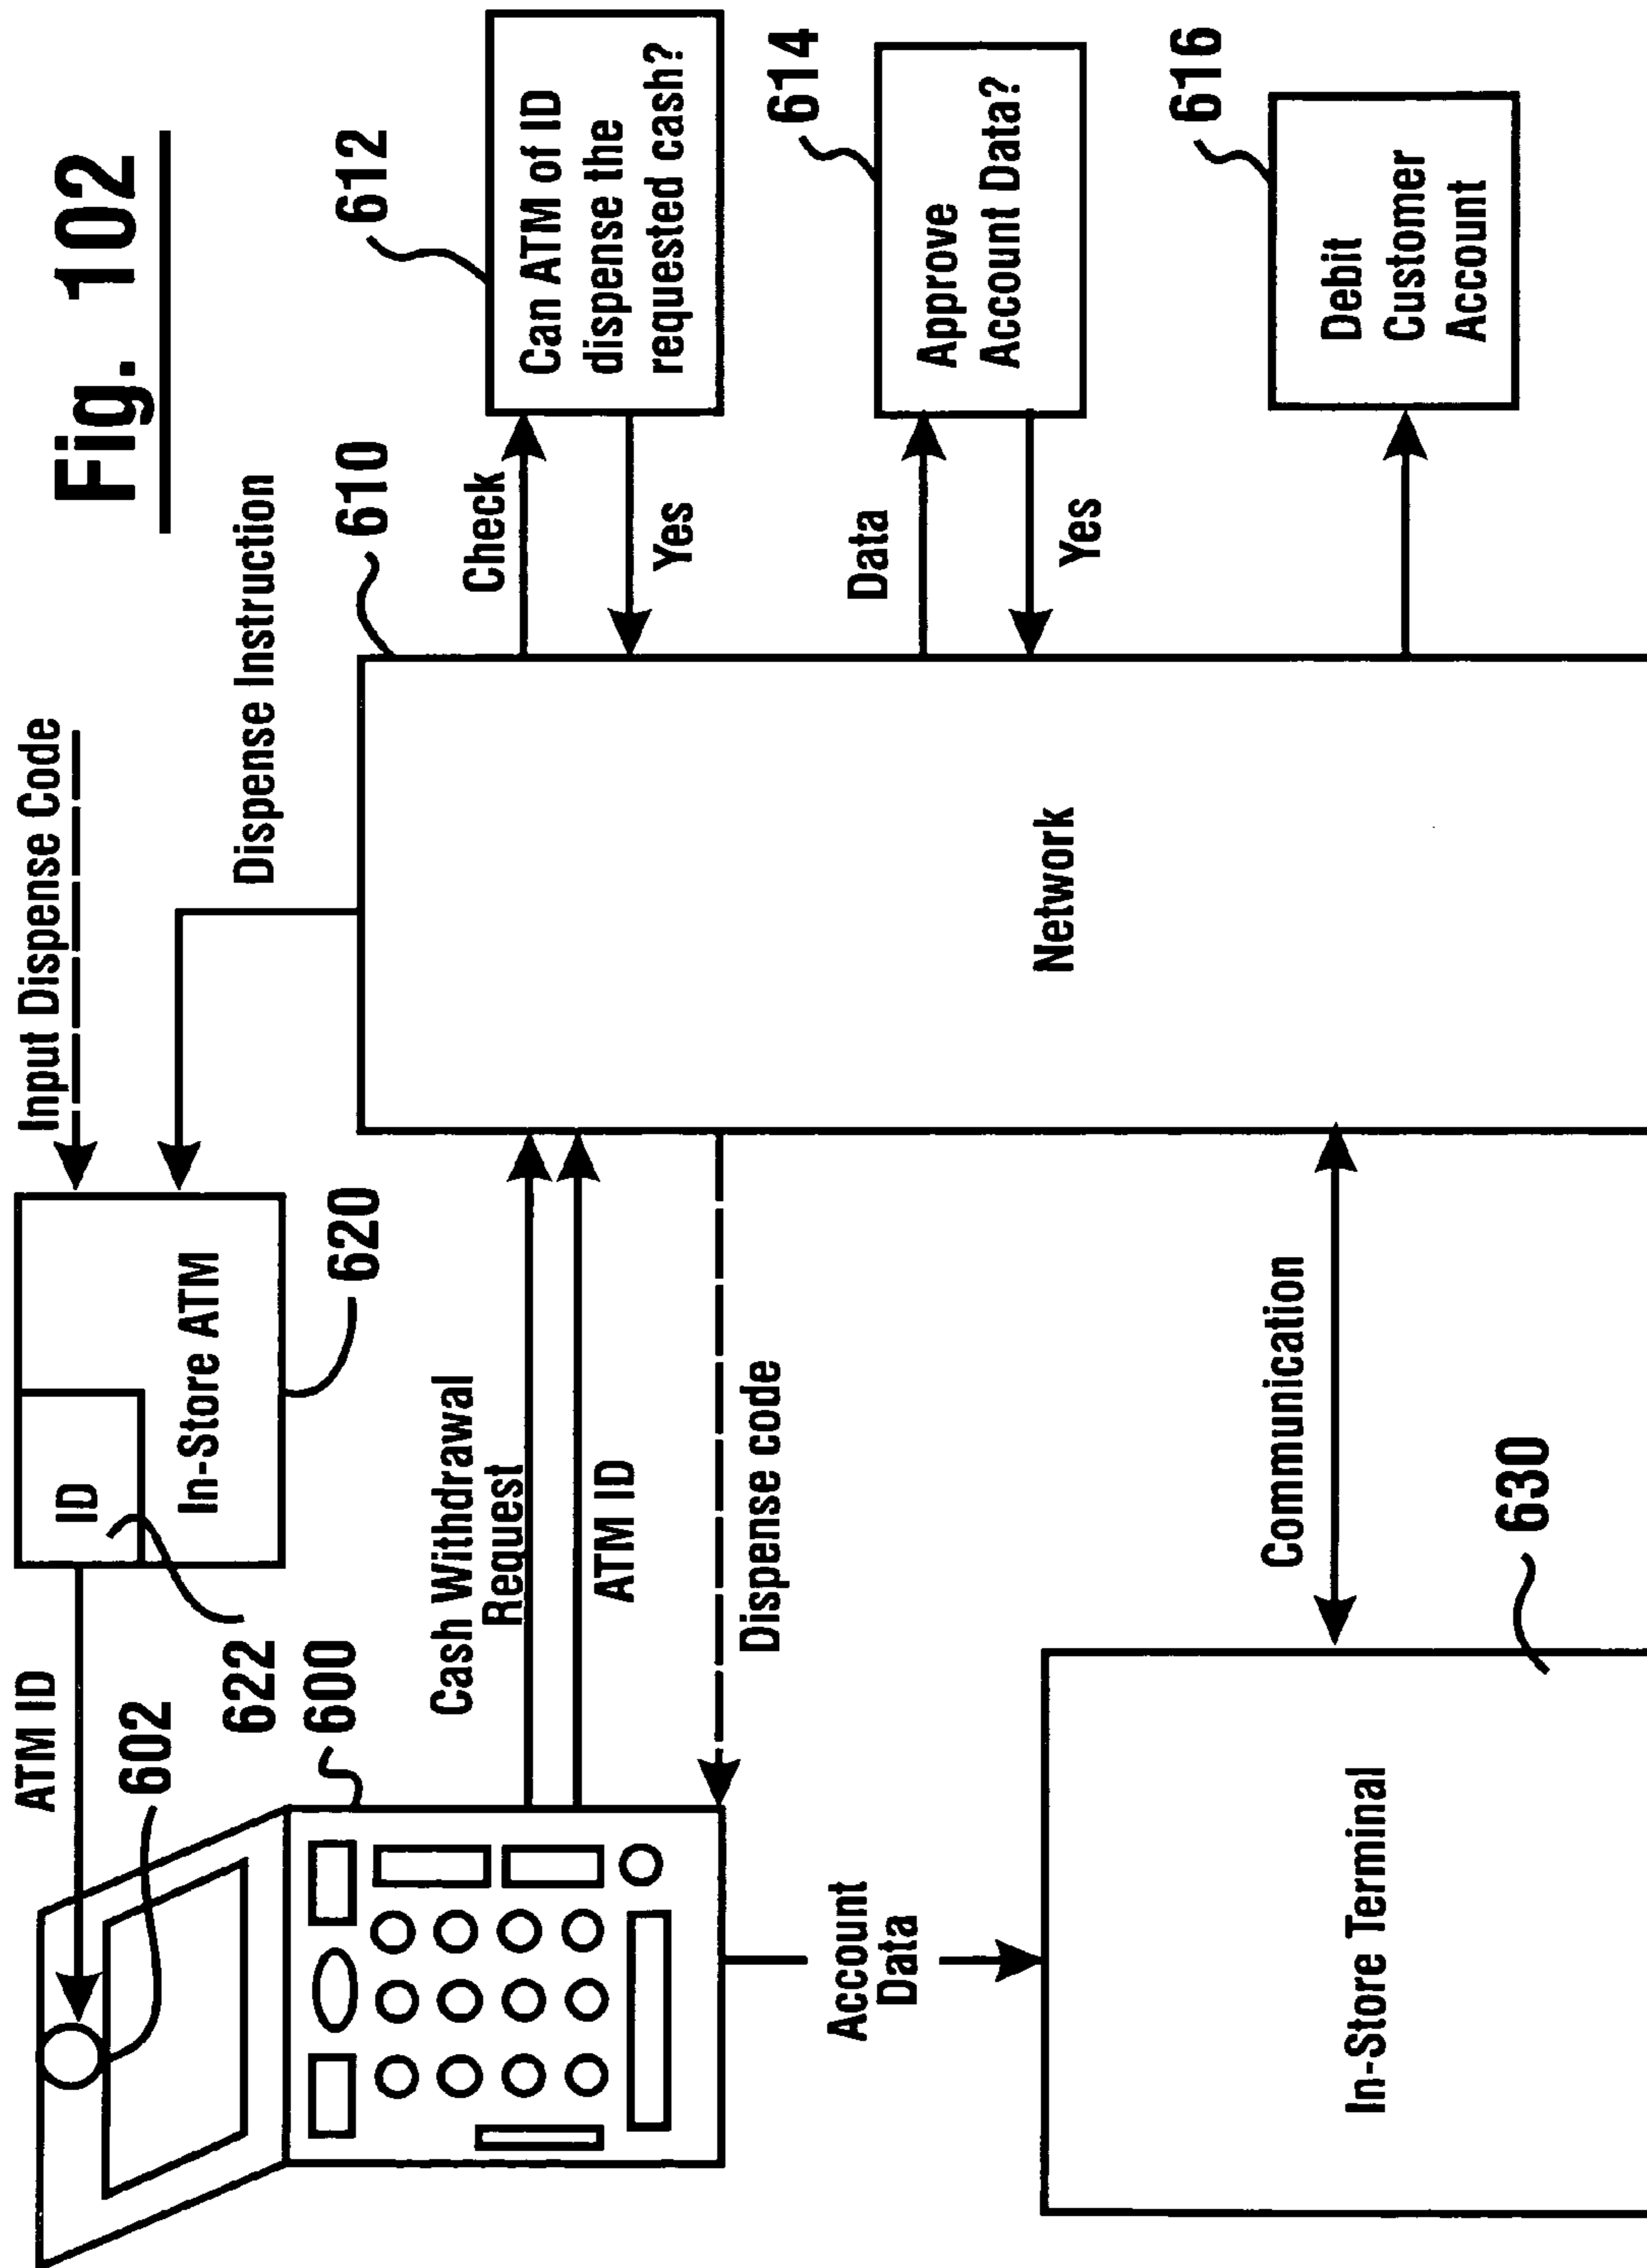 Fig. 102
Input Dispense Code
Dispense Instruction
ATM ID
602
622
600
ID
In-Store ATM
620
610
612
Check
Can ATM of ID
dispense the
requested cash?
Yes
614
Data
Approve
Account Data?
Yes
616
Debit
Customer
Account
Cash Withdrawal
Request
ATM ID
Dispense code
Network
Account
Data
Communication
630
In-Store Terminal